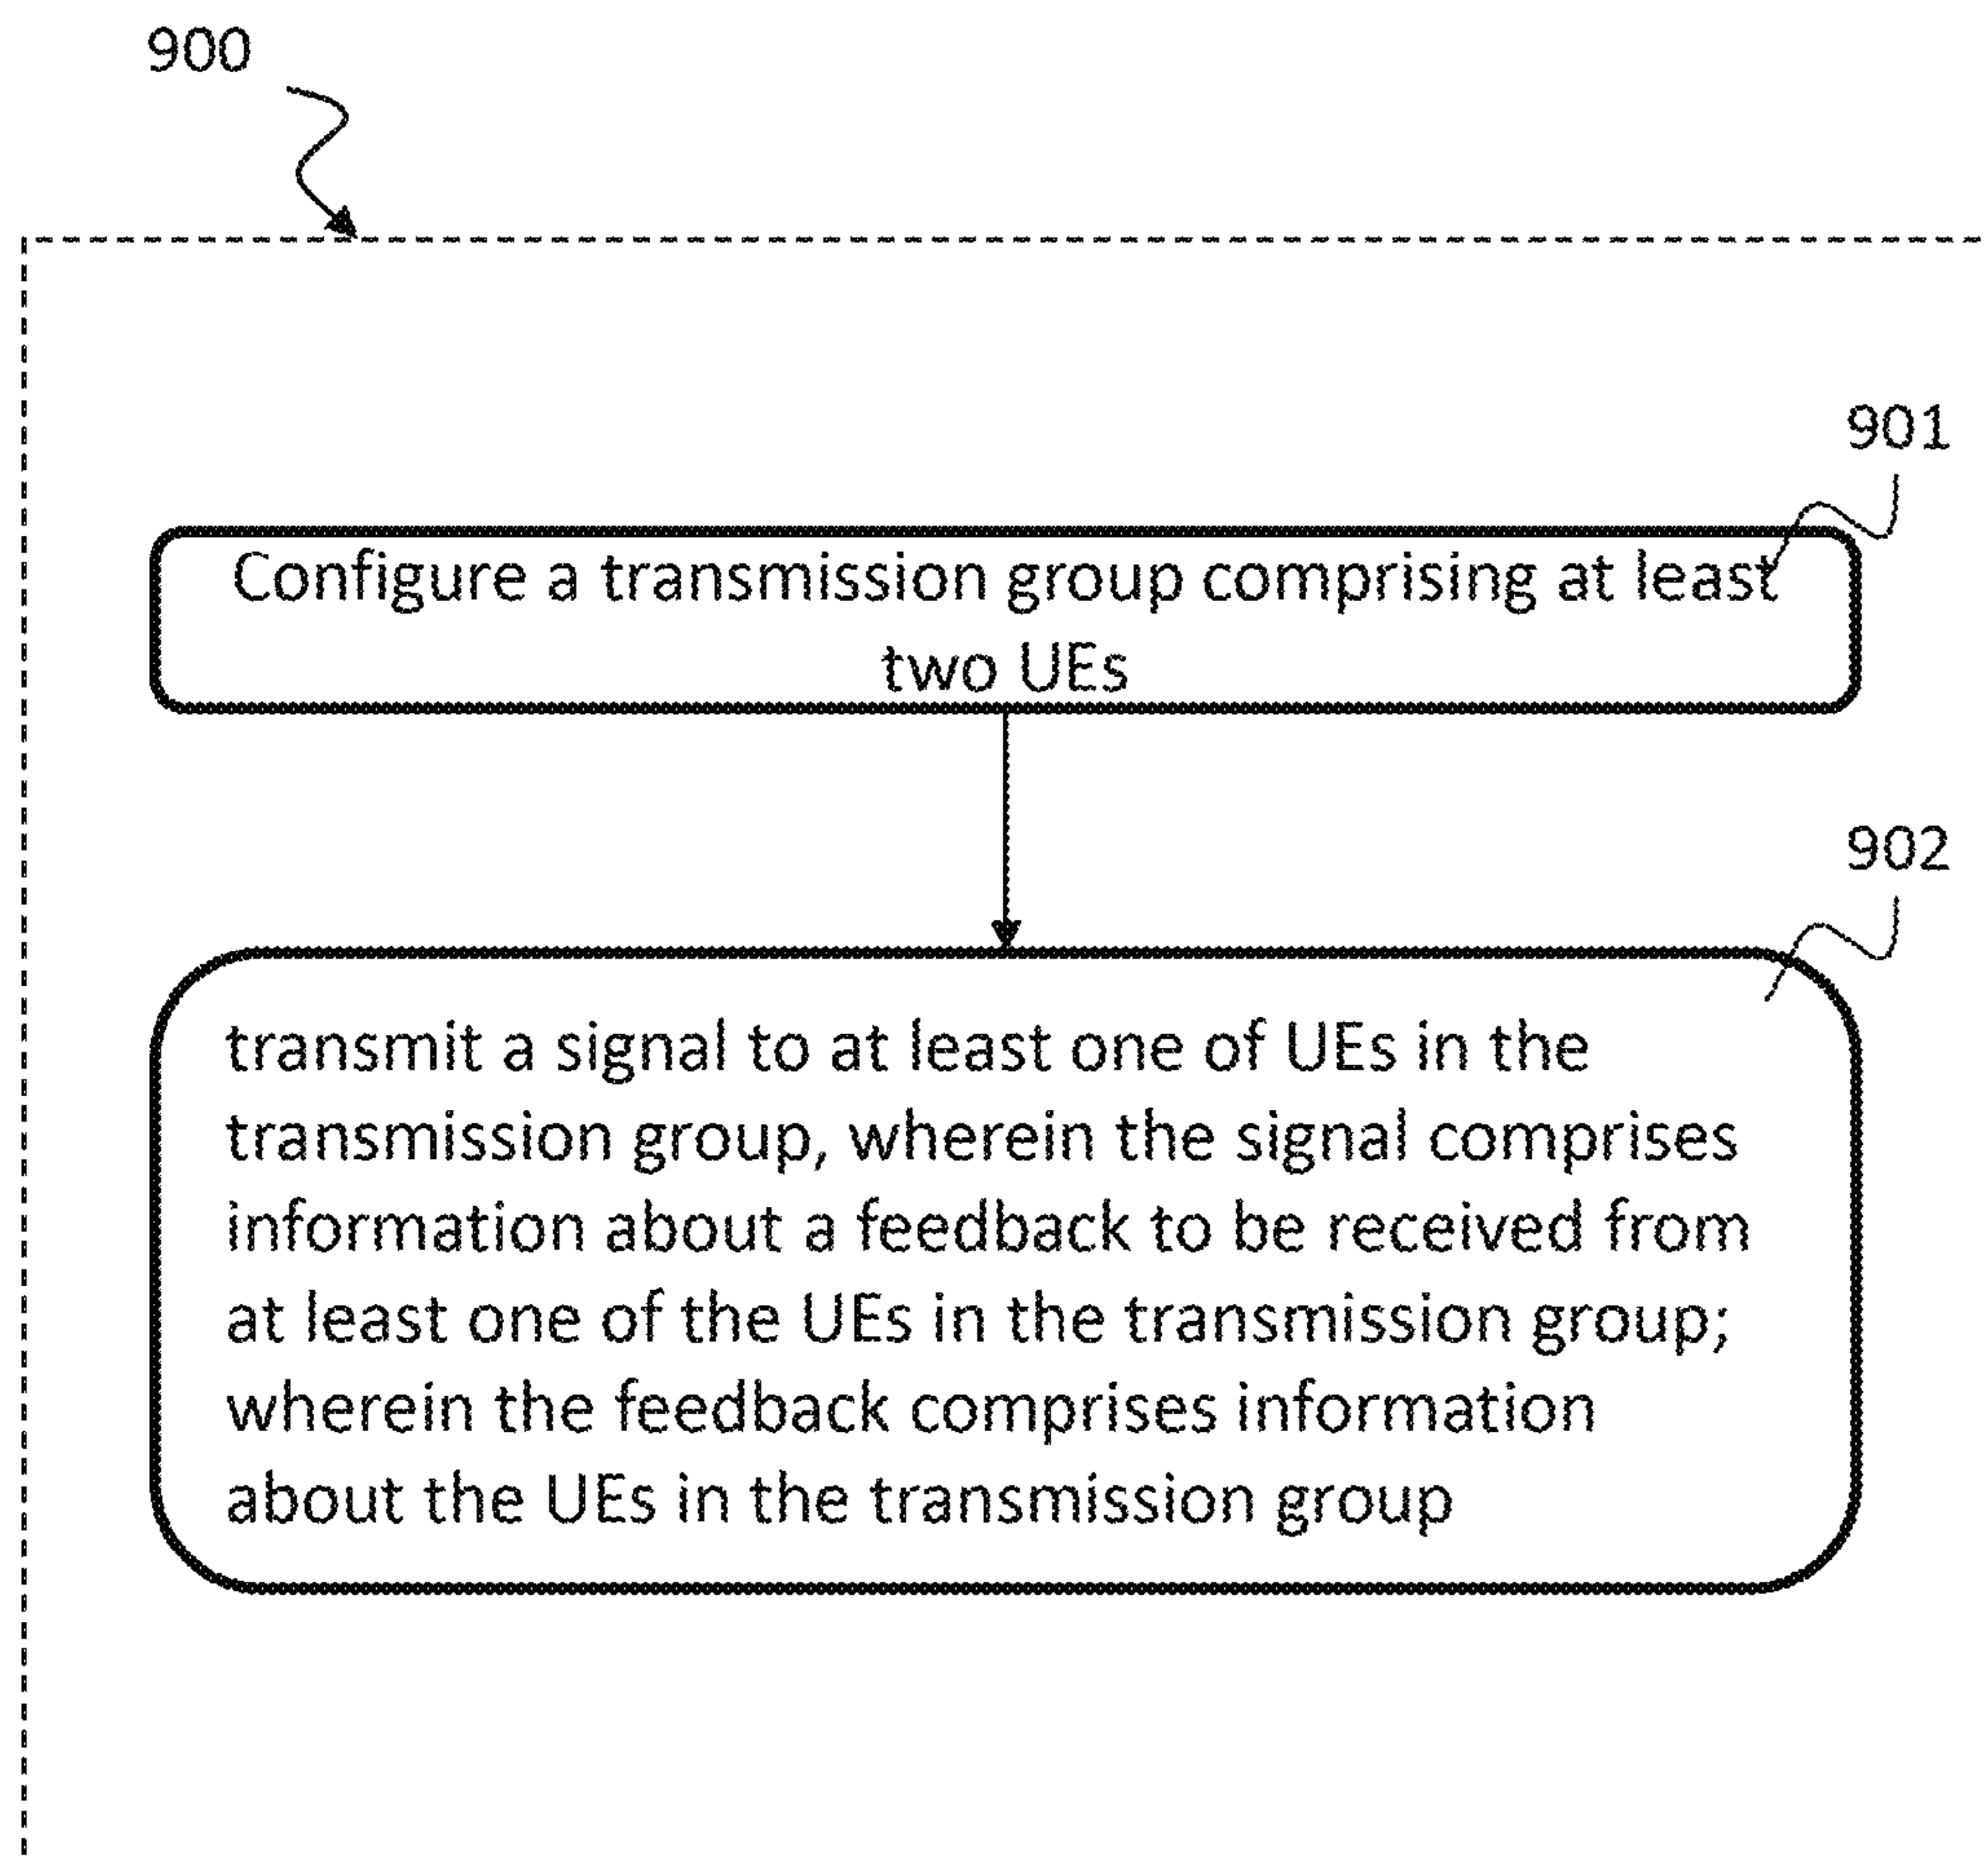 900
901
Configure a transmission group comprising at least
two UEs
902
transmit a signal to at least one of UEs in the
transmission group, wherein the signal comprises
information about a feedback to be received from
at least one of the UEs in the transmission group;
wherein the feedback comprises information
about the UEs in the transmission group